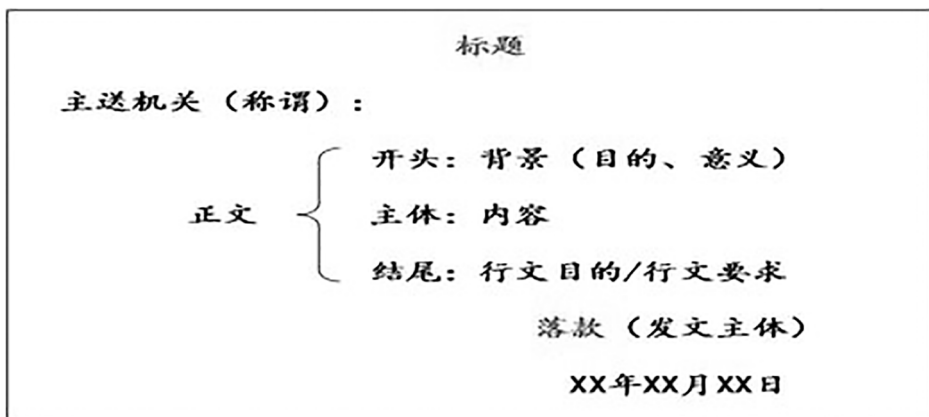 标题
主送机关（称谓）：
开头：背景（目的、意义）
正文 主体：内容
结尾：行文目的/行文要求
落款（发文主体）
XX年XX月XX日